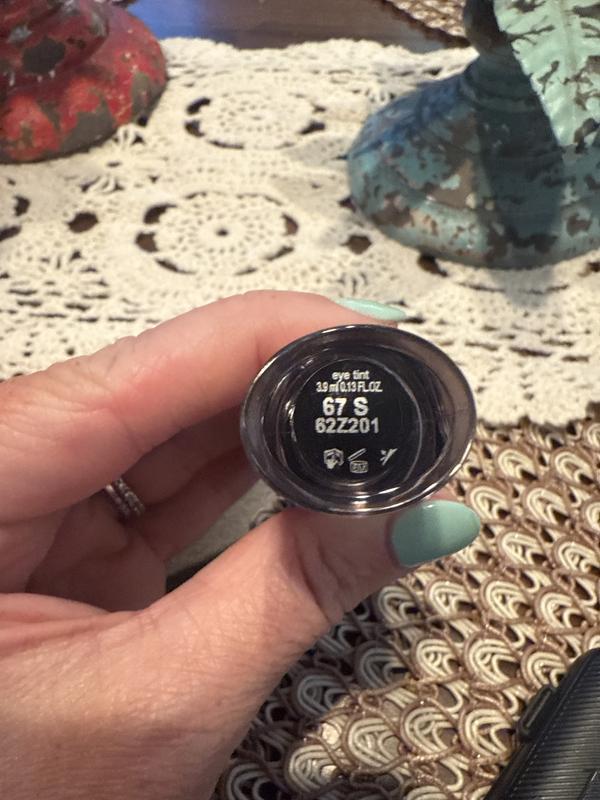 eye tint
3.9 ml 0.13 FL.OZ.
67 S
62Z201